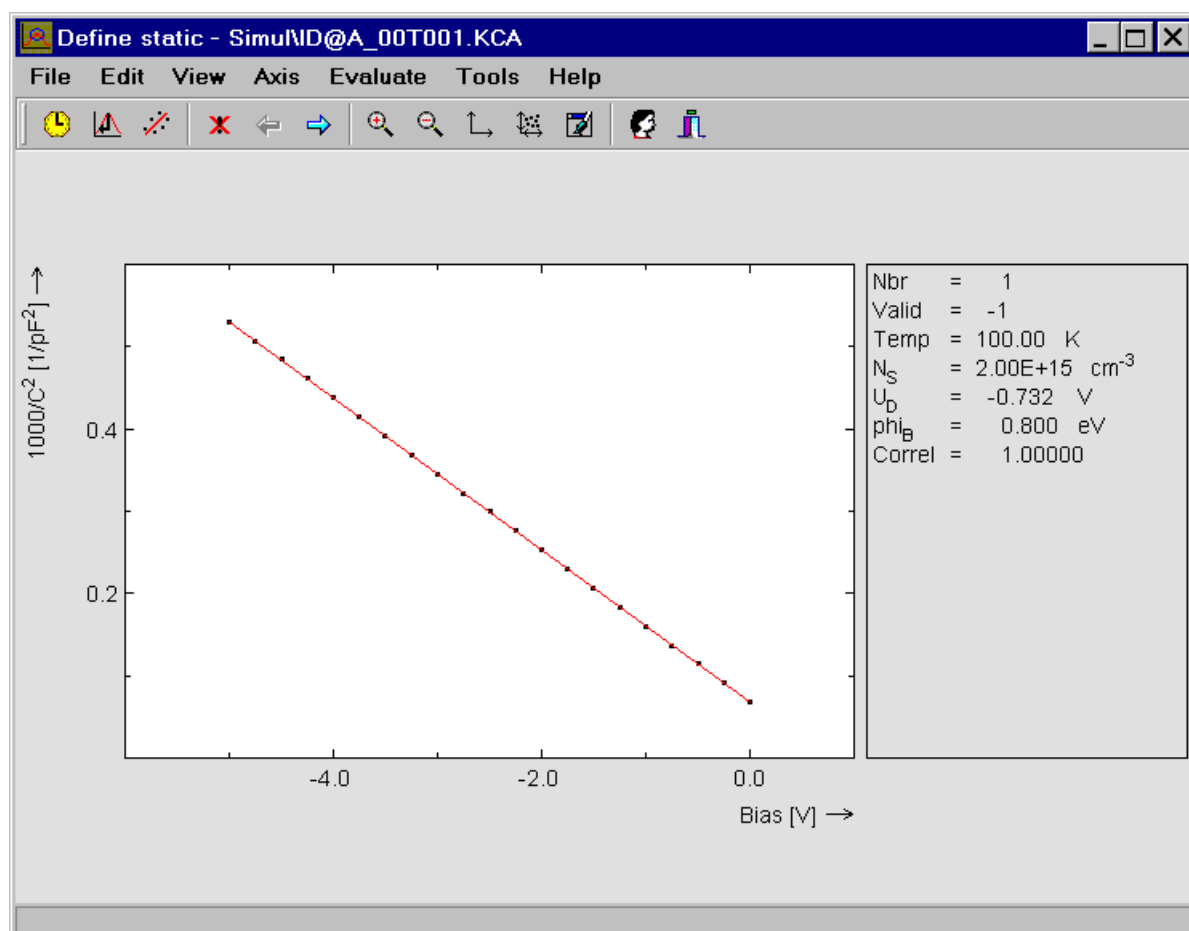 Define static - Simul\ID@A_00T001.KCA
File Edit View Axis Evaluate Tools Help
1000/C² [1/pF²] →
0.4
0.2
-4.0 -2.0 0.0
Bias [V] →
Nbr = 1
Valid = -1
Temp = 100.00 K
N_S = 2.00E+15 cm⁻³
U_D = -0.732 V
phi_B = 0.800 eV
Correl = 1.00000